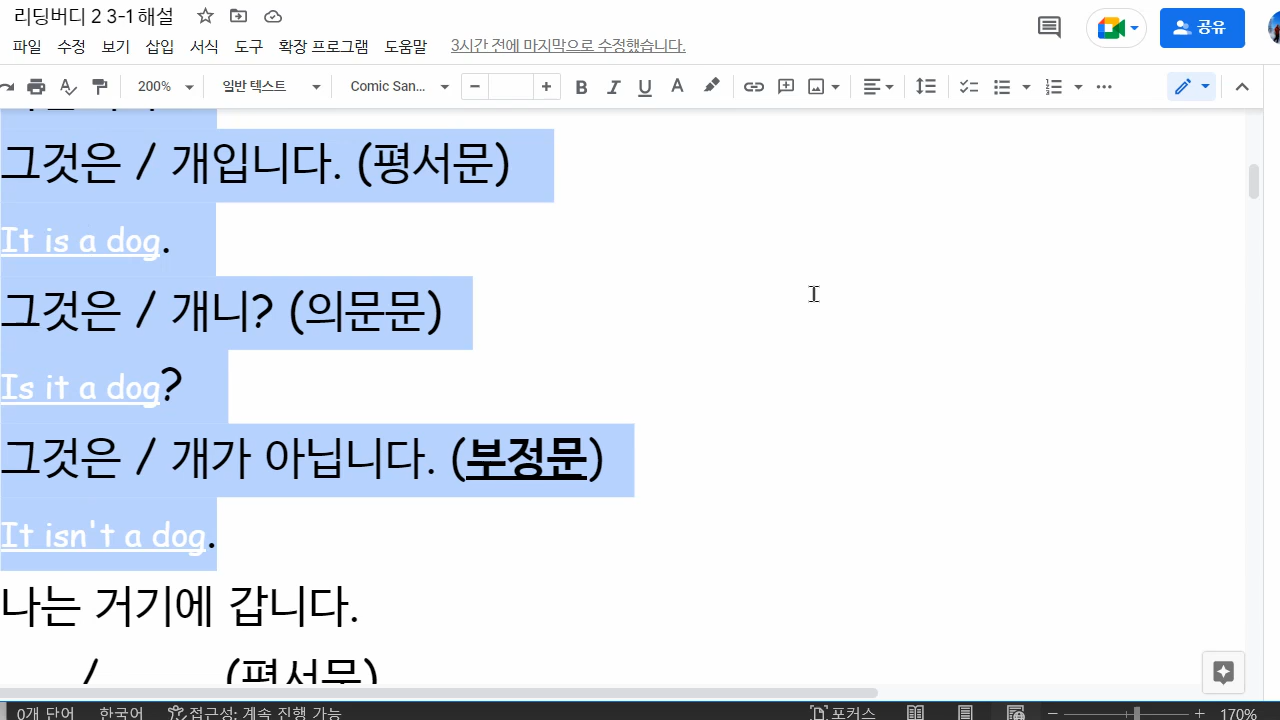 리딩버디 2 3-1 해설
파일 수정 보기 삽입 서식 도구 확장 프로그램 도움말 3시간 전에 마지막으로 수정했습니다.
공유
200% 일반 텍스트 Comic San...
그것은 / 개입니다. (평서문)
It is a dog.
그것은 / 개니? (의문문)
Is it a dog?
그것은 / 개가 아닙니다. (부정문)
It isn't a dog.
나는 거기에 갑니다.
/ (평서문)
0개 단어 한국어 접근성: 계속 진행 가능 포커스 170%